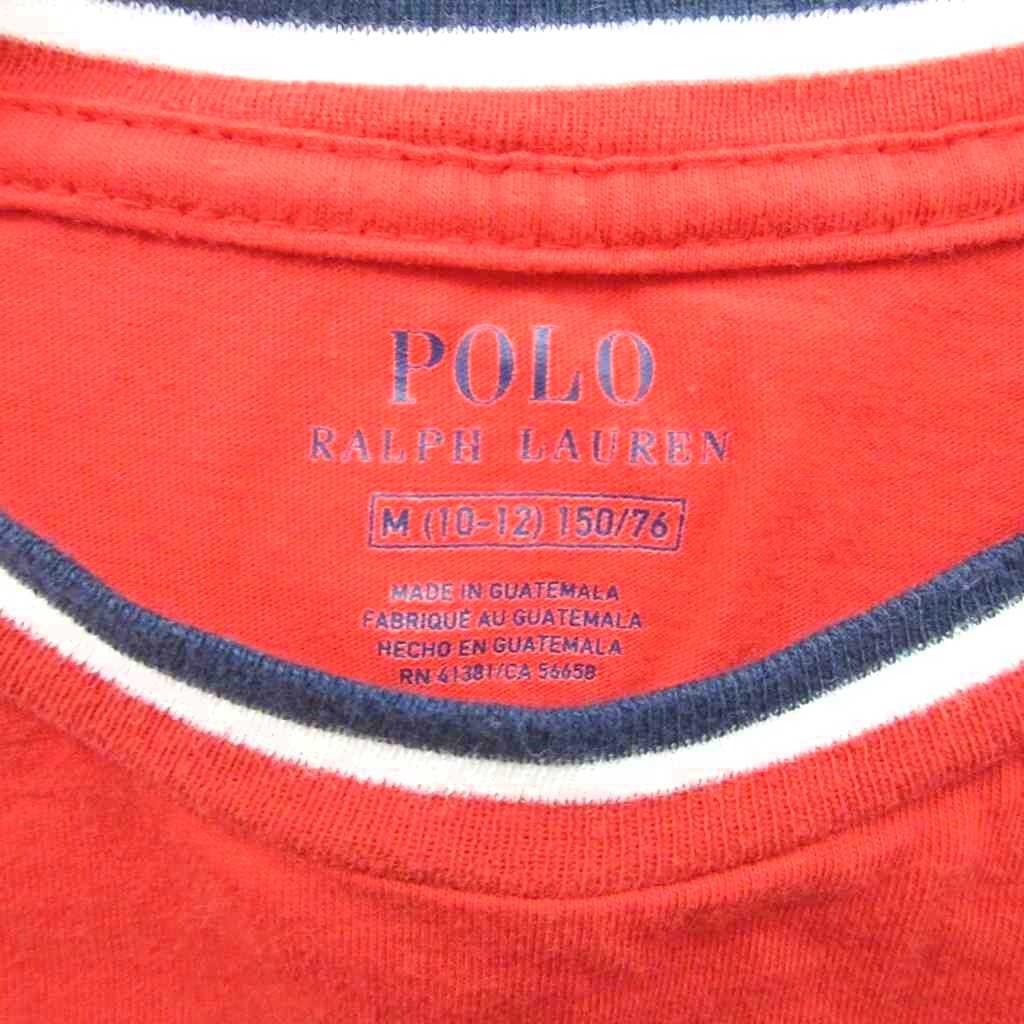 POLO
RALPH LAUREN
M (10-12) 150/76
MADE IN GUATEMALA
FABRIQUÉ AU GUATEMALA
HECHO EN GUATEMALA
RN 41381/CA 56658